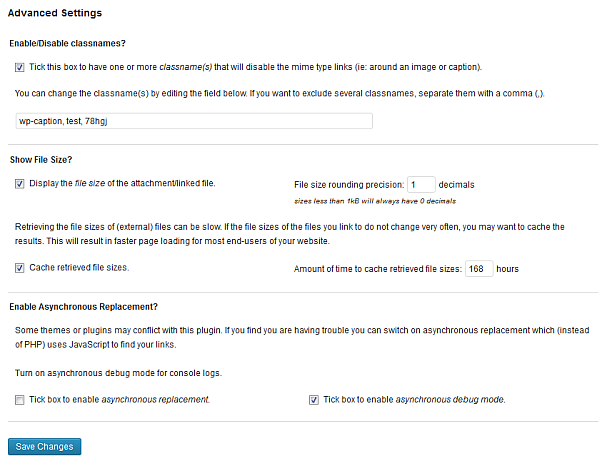 Advanced Settings
Enable/Disable classnames?
Tick this box to have one or more classname(s) that will disable the mime type links (ie: around an image or caption).
You can change the classname(s) by editing the field below. If you want to exclude several classnames, separate them with a comma (,).
wp-caption, test, 78hgj
Show File Size?
Display the file size of the attachment/linked file.
File size rounding precision: 1 decimals
sizes less than 1kB will always have 0 decimals
Retrieving the file sizes of (external) files can be slow. If the file sizes of the files you link to do not change very often, you may want to cache the
results. This will result in faster page loading for most end-users of your website.
Cache retrieved file sizes.
Amount of time to cache retrieved file sizes: 168 hours
Enable Asynchronous Replacement?
Some themes or plugins may conflict with this plugin. If you find you are having trouble you can switch on asynchronous replacement which (instead
of PHP) uses JavaScript to find your links.
Turn on asynchronous debug mode for console logs.
Tick box to enable asynchronous replacement.
Tick box to enable asynchronous debug mode.
Save Changes